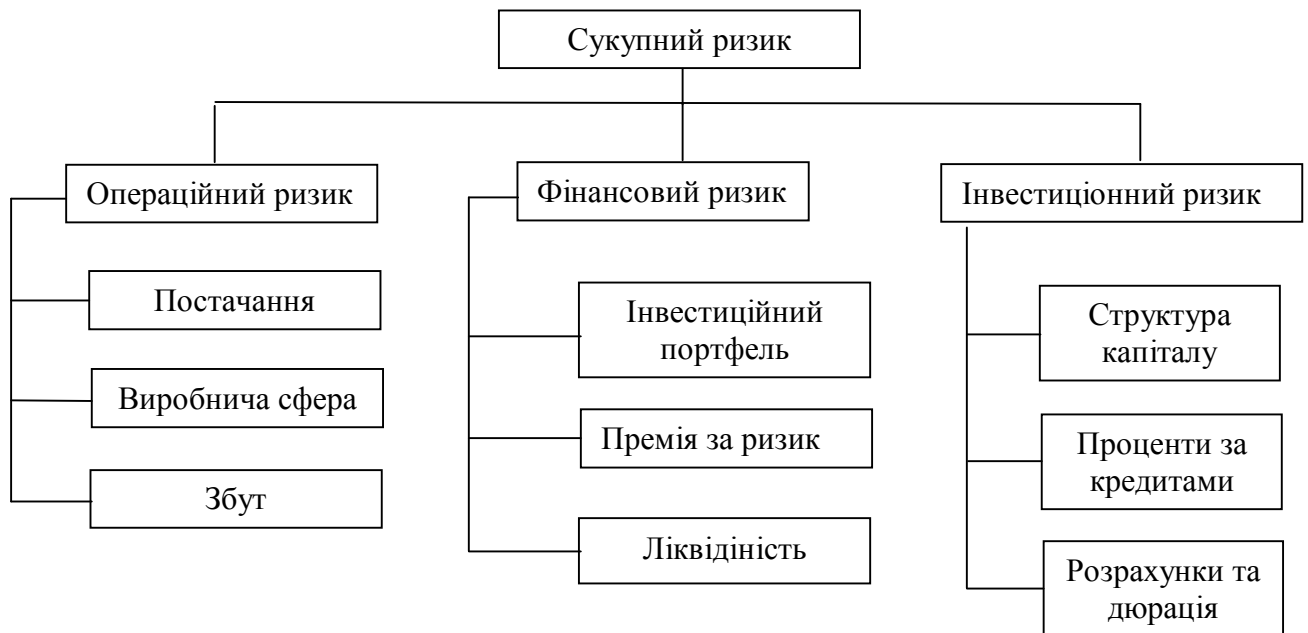 Сукупний ризик
Операційний ризик
Фінансовий ризик
Інвестиціонний ризик
Постачання
Виробнича сфера
Збут
Інвестиційний
портфель
Премія за ризик
Ліквідіність
Структура
капіталу
Проценти за
кредитами
Розрахунки та
дюрація